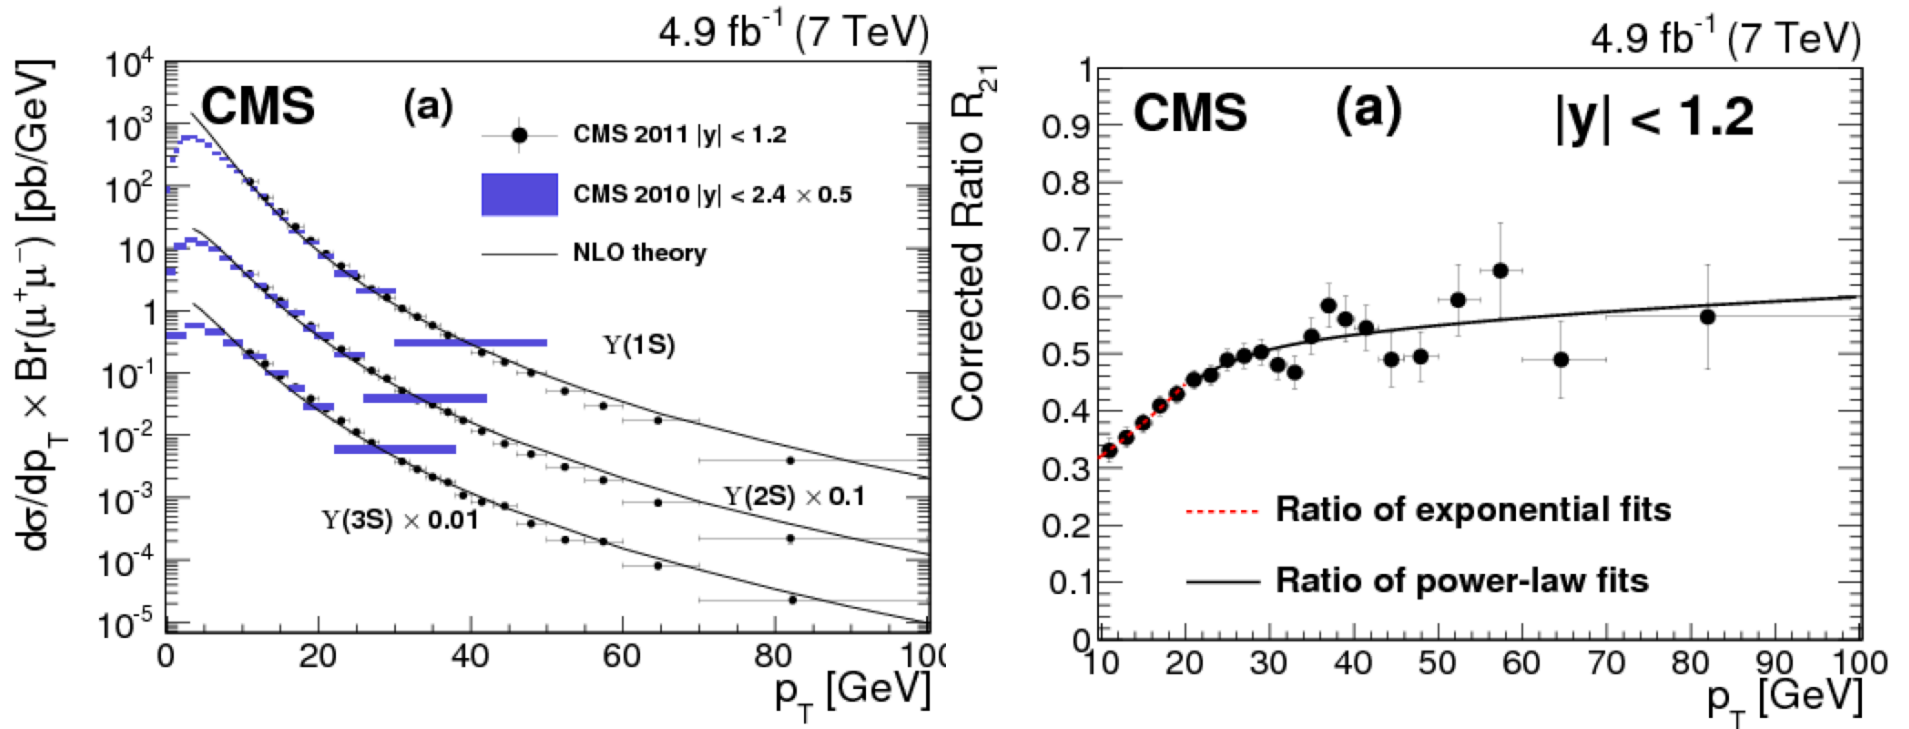 4.9 fb⁻¹ (7 TeV)
CMS (a)
CMS 2011 |y| < 1.2
CMS 2010 |y| < 2.4 × 0.5
NLO theory
ϒ(1S)
ϒ(2S) × 0.1
ϒ(3S) × 0.01
dσ/dp_T × Br(μ⁺μ⁻) [pb/GeV]
10⁴
10³
10²
10
1
10⁻¹
10⁻²
10⁻³
10⁻⁴
10⁻⁵
0 20 40 60 80 100
p_T [GeV]
4.9 fb⁻¹ (7 TeV)
CMS (a) |y| < 1.2
Corrected Ratio R₂₁
1
0.9
0.8
0.7
0.6
0.5
0.4
0.3
0.2
0.1
0
Ratio of exponential fits
Ratio of power-law fits
10 20 30 40 50 60 70 80 90 100
p_T [GeV]